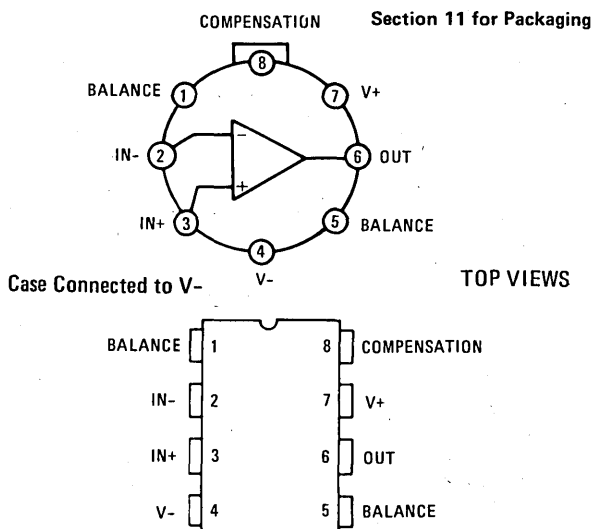 COMPENSATION
Section 11 for Packaging
8
BALANCE 1
7 V+
IN- 2
-
6 OUT
+
IN+ 3
5 BALANCE
4
V-
Case Connected to V-
TOP VIEWS
BALANCE 1
8 COMPENSATION
IN- 2
7 V+
IN+ 3
6 OUT
V- 4
5 BALANCE